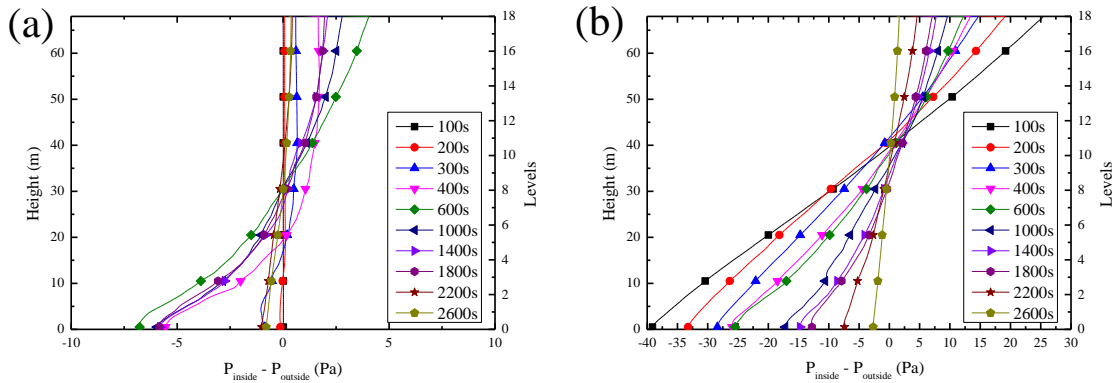 (a)
Height (m)
60
50
40
30
20
10
0
-10
-5
0
5
10
P_inside - P_outside (Pa)
18
16
14
12
10
8
6
4
2
0
Levels
100s
200s
300s
400s
600s
1000s
1400s
1800s
2200s
2600s
(b)
Height (m)
60
50
40
30
20
10
0
-40
-35
-30
-25
-20
-15
-10
-5
0
5
10
15
20
25
30
P_inside - P_outside (Pa)
18
16
14
12
10
8
6
4
2
0
Levels
100s
200s
300s
400s
600s
1000s
1400s
1800s
2200s
2600s